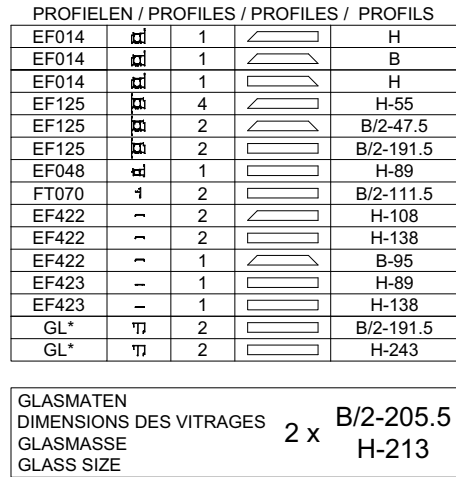 PROFIELEN / PROFILES / PROFILES / PROFILS
EF014 1 H
EF014 1 B
EF014 1 H
EF125 4 H-55
EF125 2 B/2-47.5
EF125 2 B/2-191.5
EF048 1 H-89
FT070 2 B/2-111.5
EF422 2 H-108
EF422 2 H-138
EF422 1 B-95
EF423 1 H-89
EF423 1 H-138
GL* 2 B/2-191.5
GL* 2 H-243
GLASMATEN
DIMENSIONS DES VITRAGES
GLASMASSE
GLASS SIZE
2 x
B/2-205.5
H-213